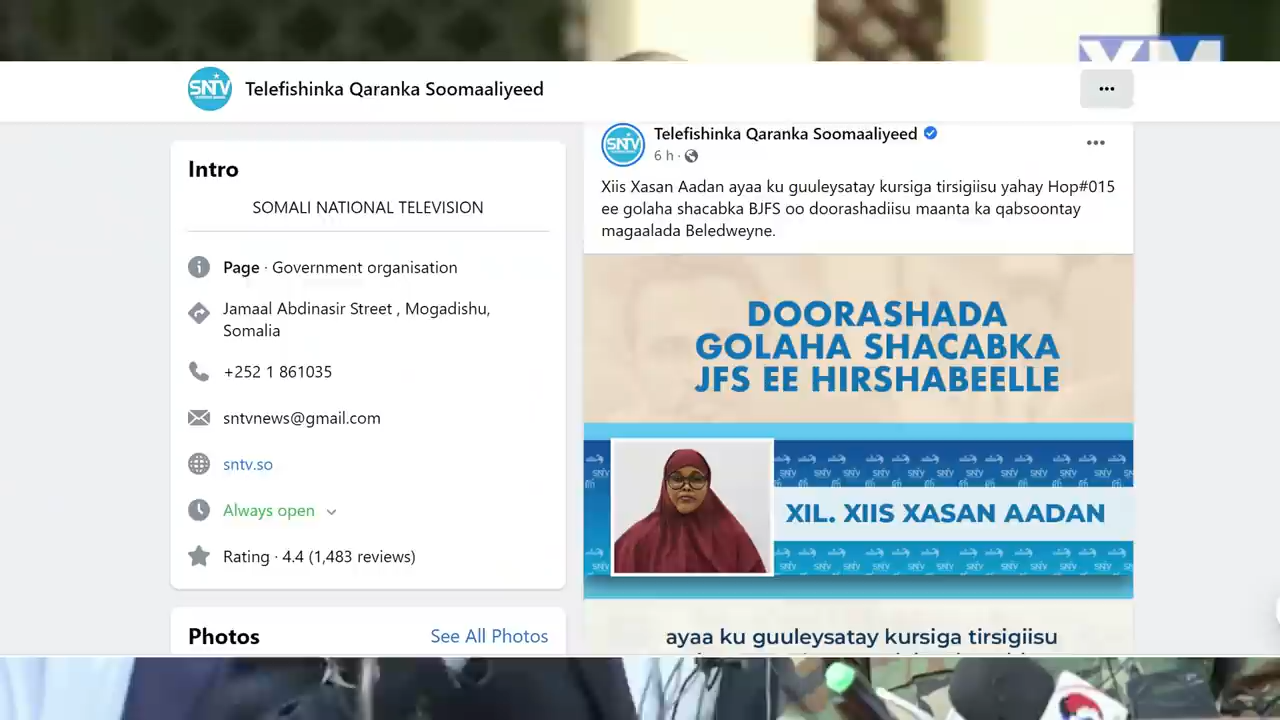 SNTV
Telefishinka Qaranka Soomaaliyeed
Intro
SOMALI NATIONAL TELEVISION
Page · Government organisation
Jamaal Abdinasir Street , Mogadishu,
Somalia
+252 1 861035
sntvnews@gmail.com
sntv.so
Always open
Rating · 4.4 (1,483 reviews)
Photos
See All Photos
SNTV
Telefishinka Qaranka Soomaaliyeed
6 h ·
Xiis Xasan Aadan ayaa ku guuleysatay kursiga tirsigiisu yahay Hop#015
ee golaha shacabka BJFS oo doorashadiisu maanta ka qabsoontay
magaalada Beledweyne.
DOORASHADA
GOLAHA SHACABKA
JFS EE HIRSHABEELLE
XIL. XIIS XASAN AADAN
ayaa ku guuleysatay kursiga tirsigiisu